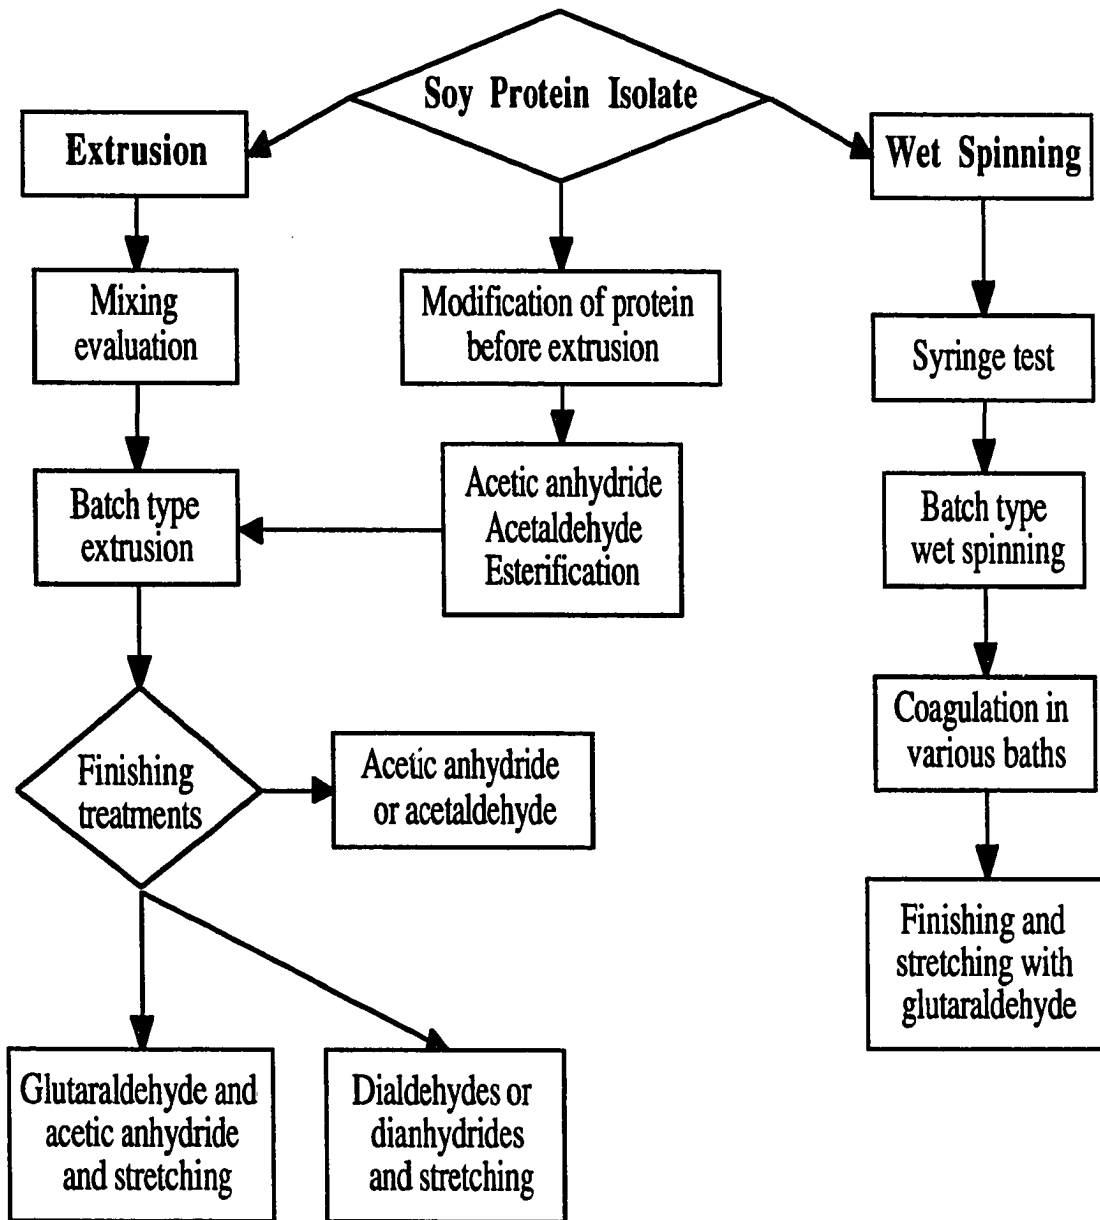 Soy Protein Isolate
Extrusion
Wet Spinning
Mixing
evaluation
Modification of protein
before extrusion
Syringe test
Batch type
extrusion
Acetic anhydride
Acetaldehyde
Esterification
Batch type
wet spinning
Finishing
treatments
Acetic anhydride
or acetaldehyde
Coagulation in
various baths
Finishing and
stretching with
glutaraldehyde
Glutaraldehyde and
acetic anhydride
and stretching
Dialdehydes or
dianhydrides
and stretching